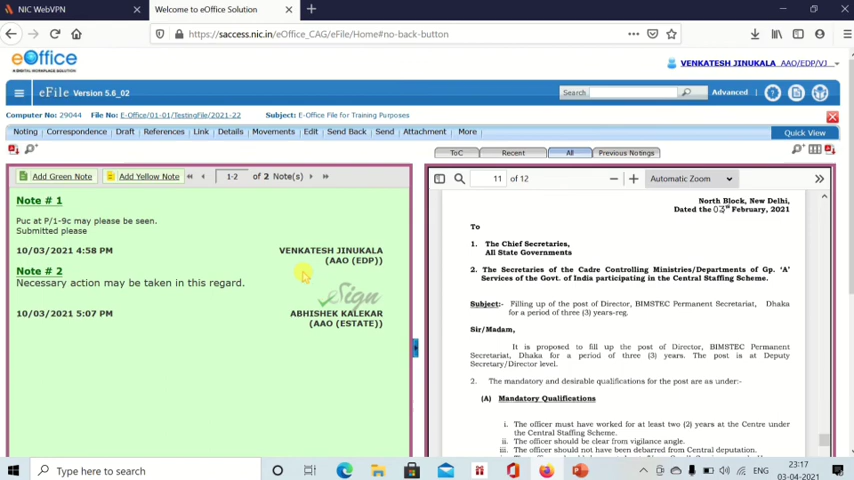 NIC WebVPN
Welcome to eOffice Solution
https://saccess.nic.in/eOffice_CAG/eFile/Home#no-back-button
eOffice
A DIGITAL WORKPLACE SOLUTION
VENKATESH JINUKALA AAO/EDP/VJ
eFile Version 5.6_02
Search
Advanced
Computer No: 29044 File No: E-Office/01-01/TestingFile/2021-22 Subject: E-Office File for Training Purposes
Noting Correspondence Draft References Link Details Movements Edit Send Back Send Attachment More
Quick View
ToC Recent All Previous Notings
Add Green Note Add Yellow Note 1-2 of 2 Note(s)
Note # 1
Puc at P/1-9c may please be seen.
Submitted please
10/03/2021 4:58 PM VENKATESH JINUKALA
(AAO (EDP))
Note # 2
Necessary action may be taken in this regard.
eSign
10/03/2021 5:07 PM ABHISHEK KALEKAR
(AAO (ESTATE))
11 of 12 Automatic Zoom
North Block, New Delhi
Dated the 03rd February, 2021
To
1. The Chief Secretaries,
All State Governments
2. The Secretaries of the Cadre Controlling Ministries/Departments of Gp. 'A'
Services of the Govt. of India participating in the Central Staffing Scheme.
Subject:- Filling up of the post of Director, BIMSTEC Permanent Secretariat, Dhaka
for a period of three (3) years-reg.
Sir/Madam,
It is proposed to fill up the post of Director, BIMSTEC Permanent
Secretariat, Dhaka for a period of three (3) years. The post is at Deputy
Secretary/Director level.
2. The mandatory and desirable qualifications for the post are as under:-
(A) Mandatory Qualifications
i. The officer must have worked for at least two (2) years at the Centre under
the Central Staffing Scheme.
ii. The officer should be clear from vigilance angle.
iii. The officer should not have been debarred from Central deputation.
Type here to search
ENG
23:17
03-04-2021